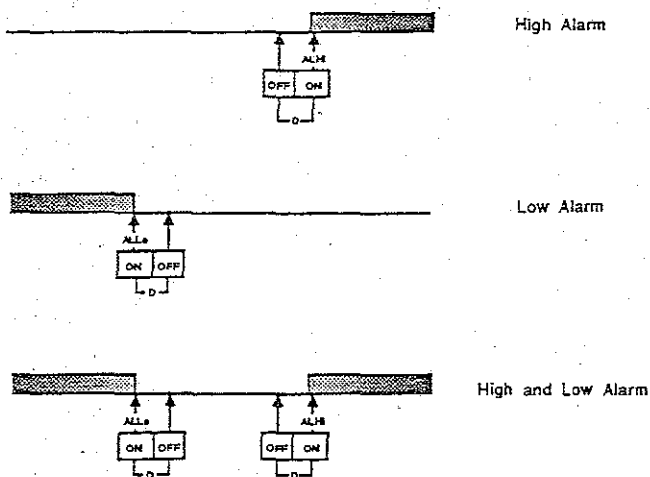 High Alarm
ALHI
OFF ON
D
Low Alarm
ALLo
ON OFF
D
High and Low Alarm
ALLo ALHI
ON OFF OFF ON
D D